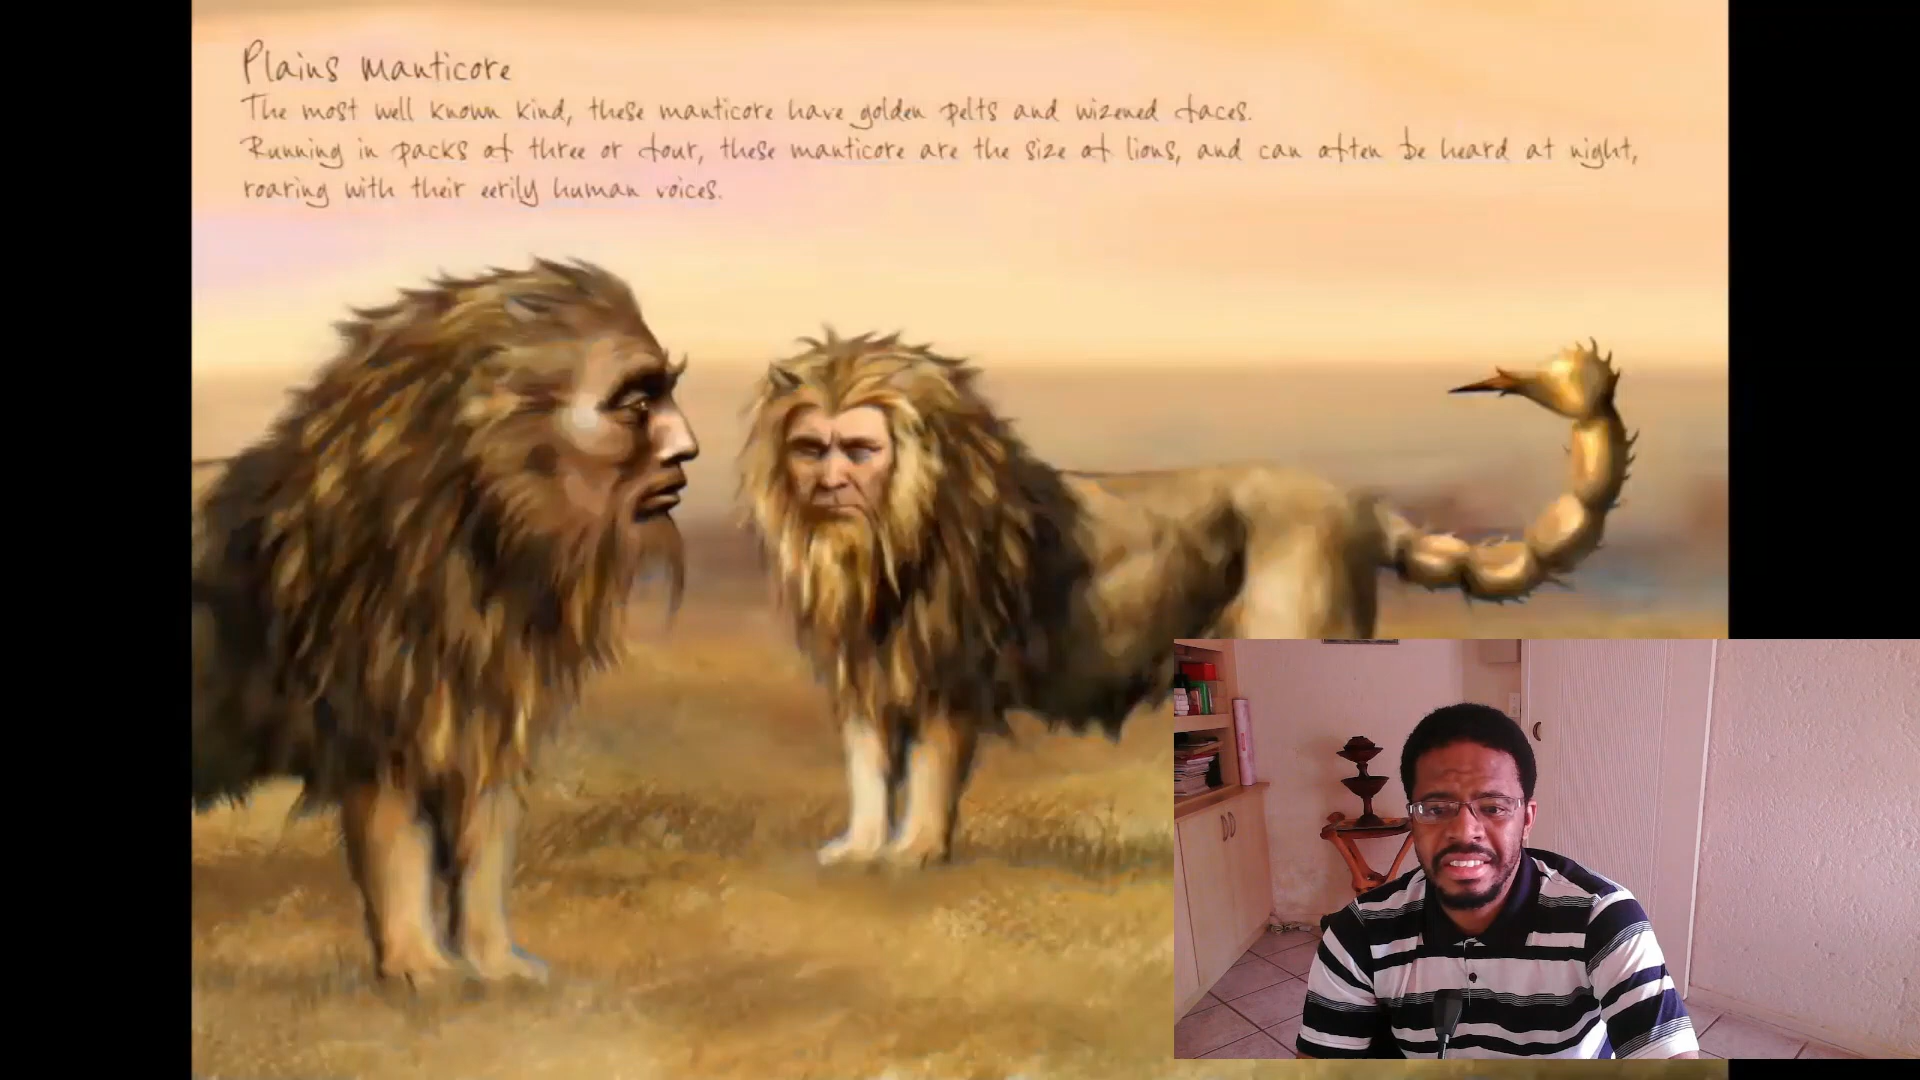 Plains Manticore
The most well known kind, these manticore have golden pelts and wizened faces.
Running in packs of three or four, these manticore are the size of lions, and can often be heard at night,
roaring with their eerily human voices.